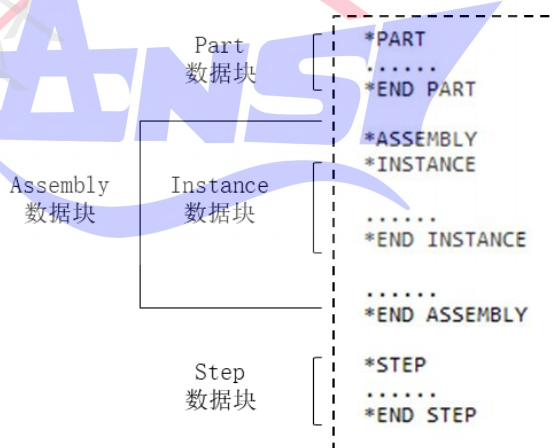 Part
数据块
*PART
......
*END PART
Assembly
数据块
Instance
数据块
*ASSEMBLY
*INSTANCE
......
*END INSTANCE
......
*END ASSEMBLY
Step
数据块
*STEP
......
*END STEP